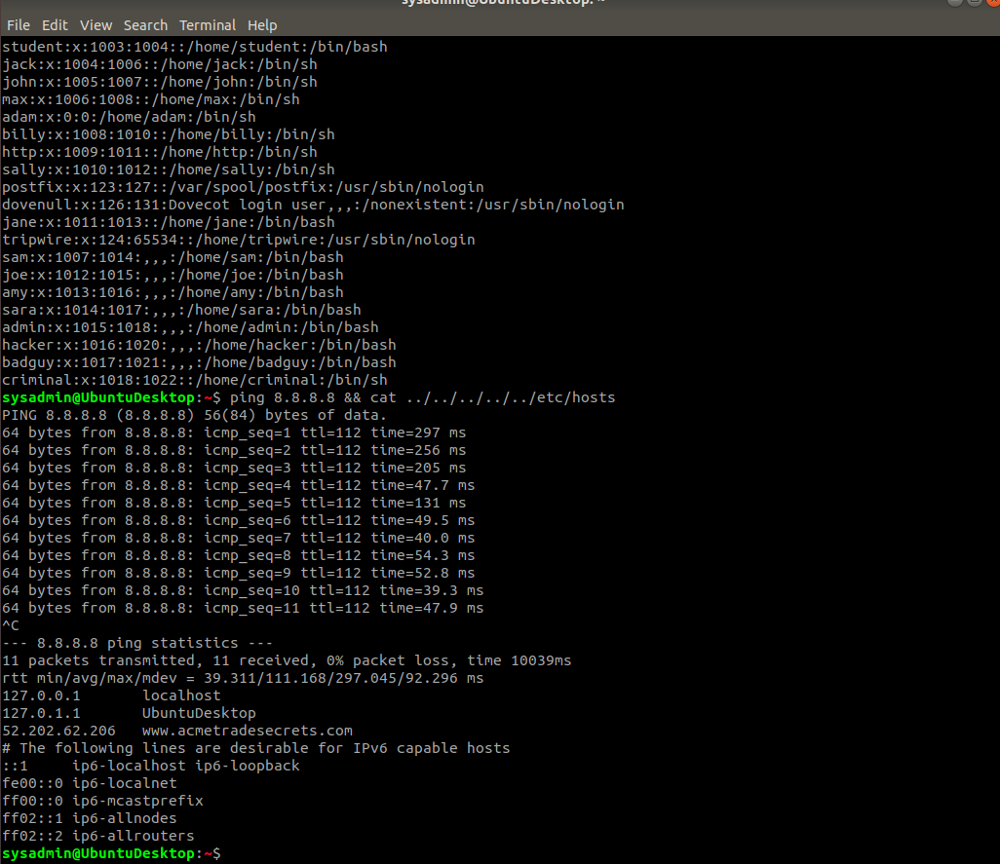 sysadmin@UbuntuDesktop: ~
File Edit View Search Terminal Help
student:x:1003:1004::/home/student:/bin/bash
jack:x:1004:1006::/home/jack:/bin/sh
john:x:1005:1007::/home/john:/bin/sh
max:x:1006:1008::/home/max:/bin/sh
adam:x:0:0:/home/adam:/bin/sh
billy:x:1008:1010::/home/billy:/bin/sh
http:x:1009:1011::/home/http:/bin/sh
sally:x:1010:1012::/home/sally:/bin/sh
postfix:x:123:127::/var/spool/postfix:/usr/sbin/nologin
dovenull:x:126:131:Dovecot login user,,,:/nonexistent:/usr/sbin/nologin
jane:x:1011:1013::/home/jane:/bin/bash
tripwire:x:124:65534::/home/tripwire:/usr/sbin/nologin
sam:x:1007:1014:,,,:/home/sam:/bin/bash
joe:x:1012:1015:,,,:/home/joe:/bin/bash
amy:x:1013:1016:,,,:/home/amy:/bin/bash
sara:x:1014:1017:,,,:/home/sara:/bin/bash
admin:x:1015:1018:,,,:/home/admin:/bin/bash
hacker:x:1016:1020:,,,:/home/hacker:/bin/bash
badguy:x:1017:1021:,,,:/home/badguy:/bin/bash
criminal:x:1018:1022::/home/criminal:/bin/sh
sysadmin@UbuntuDesktop:~$ ping 8.8.8.8 && cat ../../../../../etc/hosts
PING 8.8.8.8 (8.8.8.8) 56(84) bytes of data.
64 bytes from 8.8.8.8: icmp_seq=1 ttl=112 time=297 ms
64 bytes from 8.8.8.8: icmp_seq=2 ttl=112 time=256 ms
64 bytes from 8.8.8.8: icmp_seq=3 ttl=112 time=205 ms
64 bytes from 8.8.8.8: icmp_seq=4 ttl=112 time=47.7 ms
64 bytes from 8.8.8.8: icmp_seq=5 ttl=112 time=131 ms
64 bytes from 8.8.8.8: icmp_seq=6 ttl=112 time=49.5 ms
64 bytes from 8.8.8.8: icmp_seq=7 ttl=112 time=40.0 ms
64 bytes from 8.8.8.8: icmp_seq=8 ttl=112 time=54.3 ms
64 bytes from 8.8.8.8: icmp_seq=9 ttl=112 time=52.8 ms
64 bytes from 8.8.8.8: icmp_seq=10 ttl=112 time=39.3 ms
64 bytes from 8.8.8.8: icmp_seq=11 ttl=112 time=47.9 ms
^C
--- 8.8.8.8 ping statistics ---
11 packets transmitted, 11 received, 0% packet loss, time 10039ms
rtt min/avg/max/mdev = 39.311/111.168/297.045/92.296 ms
127.0.0.1       localhost
127.0.1.1       UbuntuDesktop
52.202.62.206   www.acmetradesecrets.com
# The following lines are desirable for IPv6 capable hosts
::1     ip6-localhost ip6-loopback
fe00::0 ip6-localnet
ff00::0 ip6-mcastprefix
ff02::1 ip6-allnodes
ff02::2 ip6-allrouters
sysadmin@UbuntuDesktop:~$